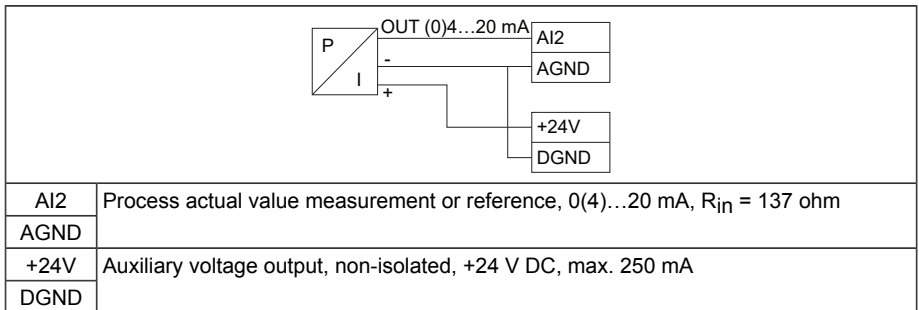 OUT (0)4…20 mA
P
AI2
-
AGND
I
+
+24V
DGND
AI2 Process actual value measurement or reference, 0(4)…20 mA, Rin = 137 ohm
AGND
+24V Auxiliary voltage output, non-isolated, +24 V DC, max. 250 mA
DGND